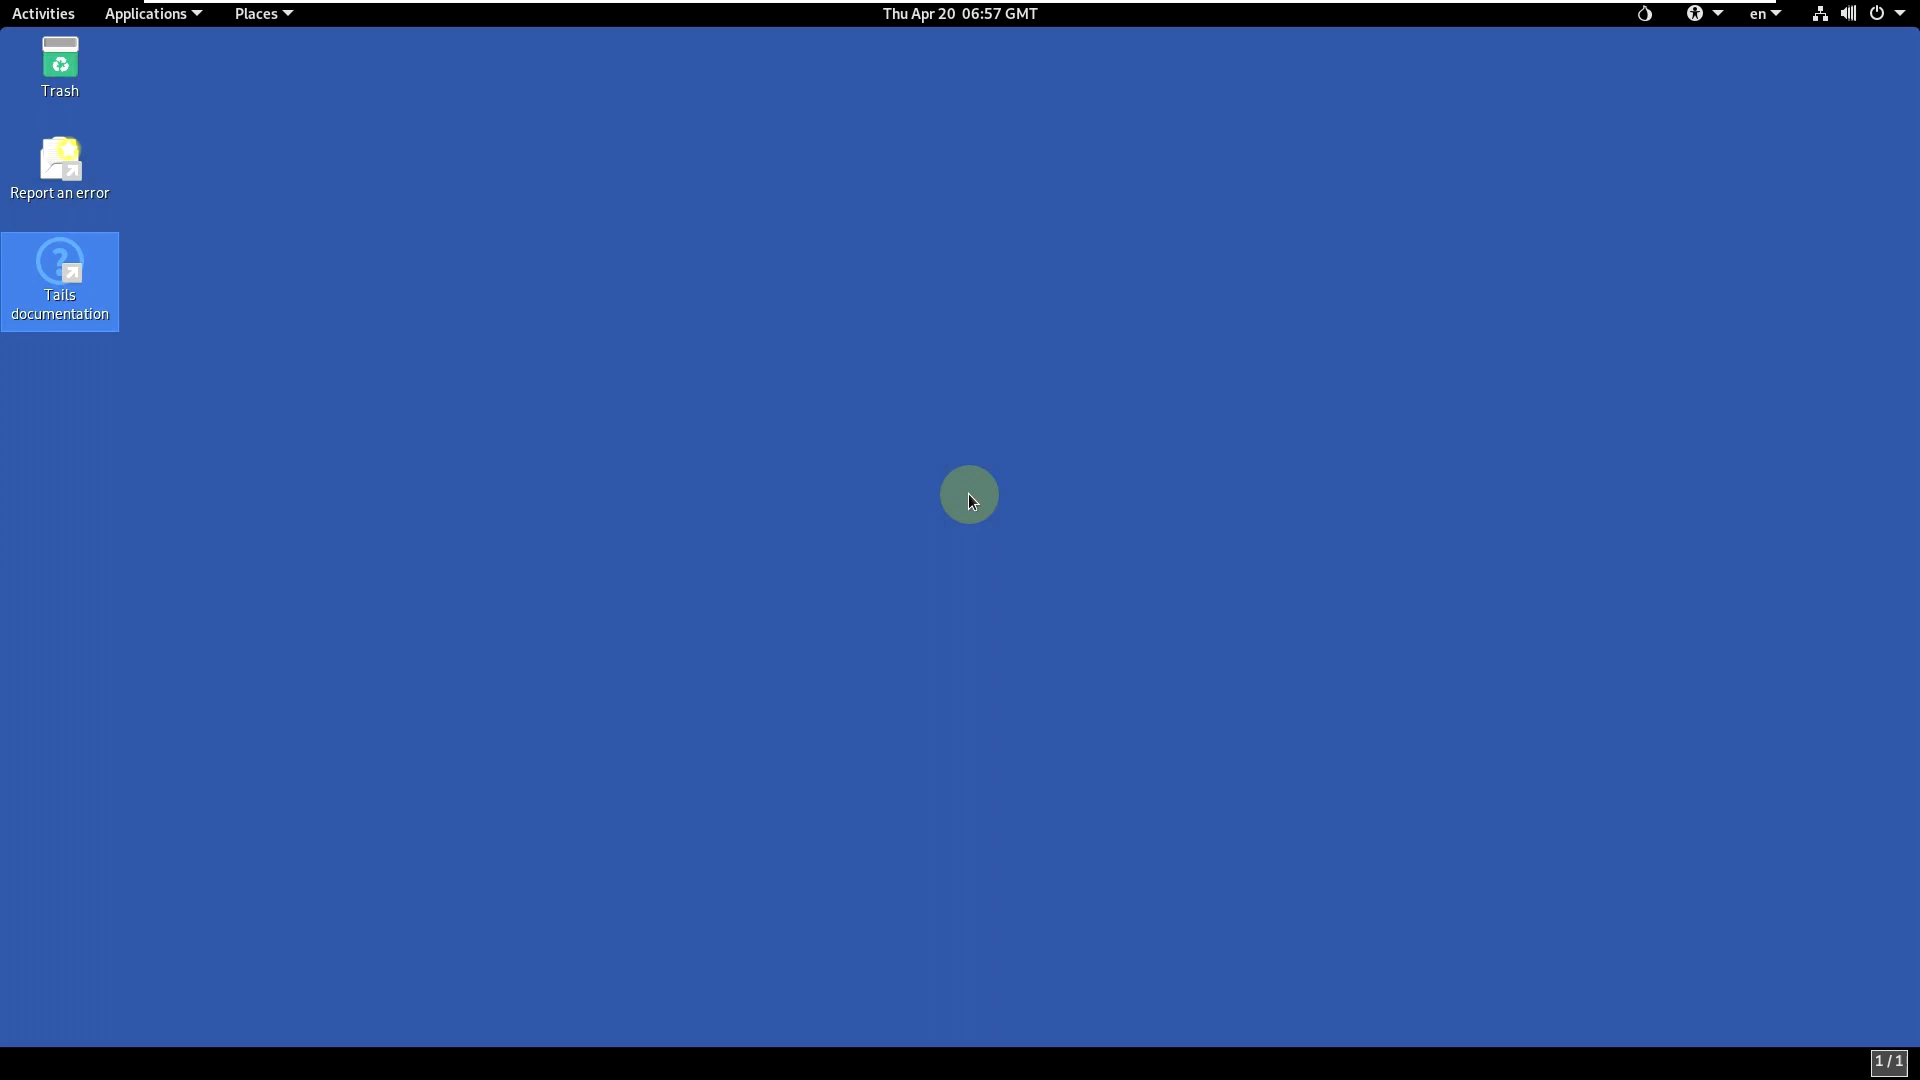 Activities Applications Places Thu Apr 20 06:57 GMT en
Trash
Report an error
Tails
documentation
1 / 1